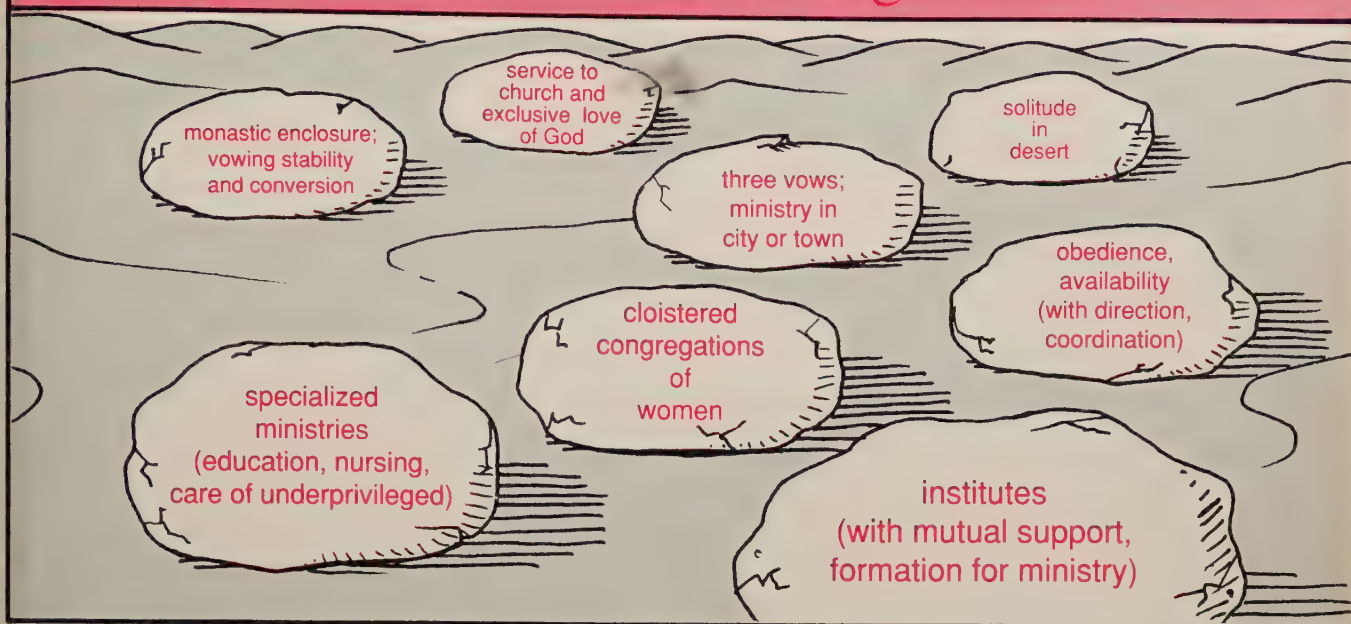 service to
church and
exclusive love
of God
monastic enclosure;
vowing stability
and conversion
solitude
in
desert
three vows;
ministry in
city or town
obedience,
availability
(with direction,
coordination)
cloistered
congregations
of
women
specialized
ministries
(education, nursing,
care of underprivileged)
institutes
(with mutual support,
formation for ministry)